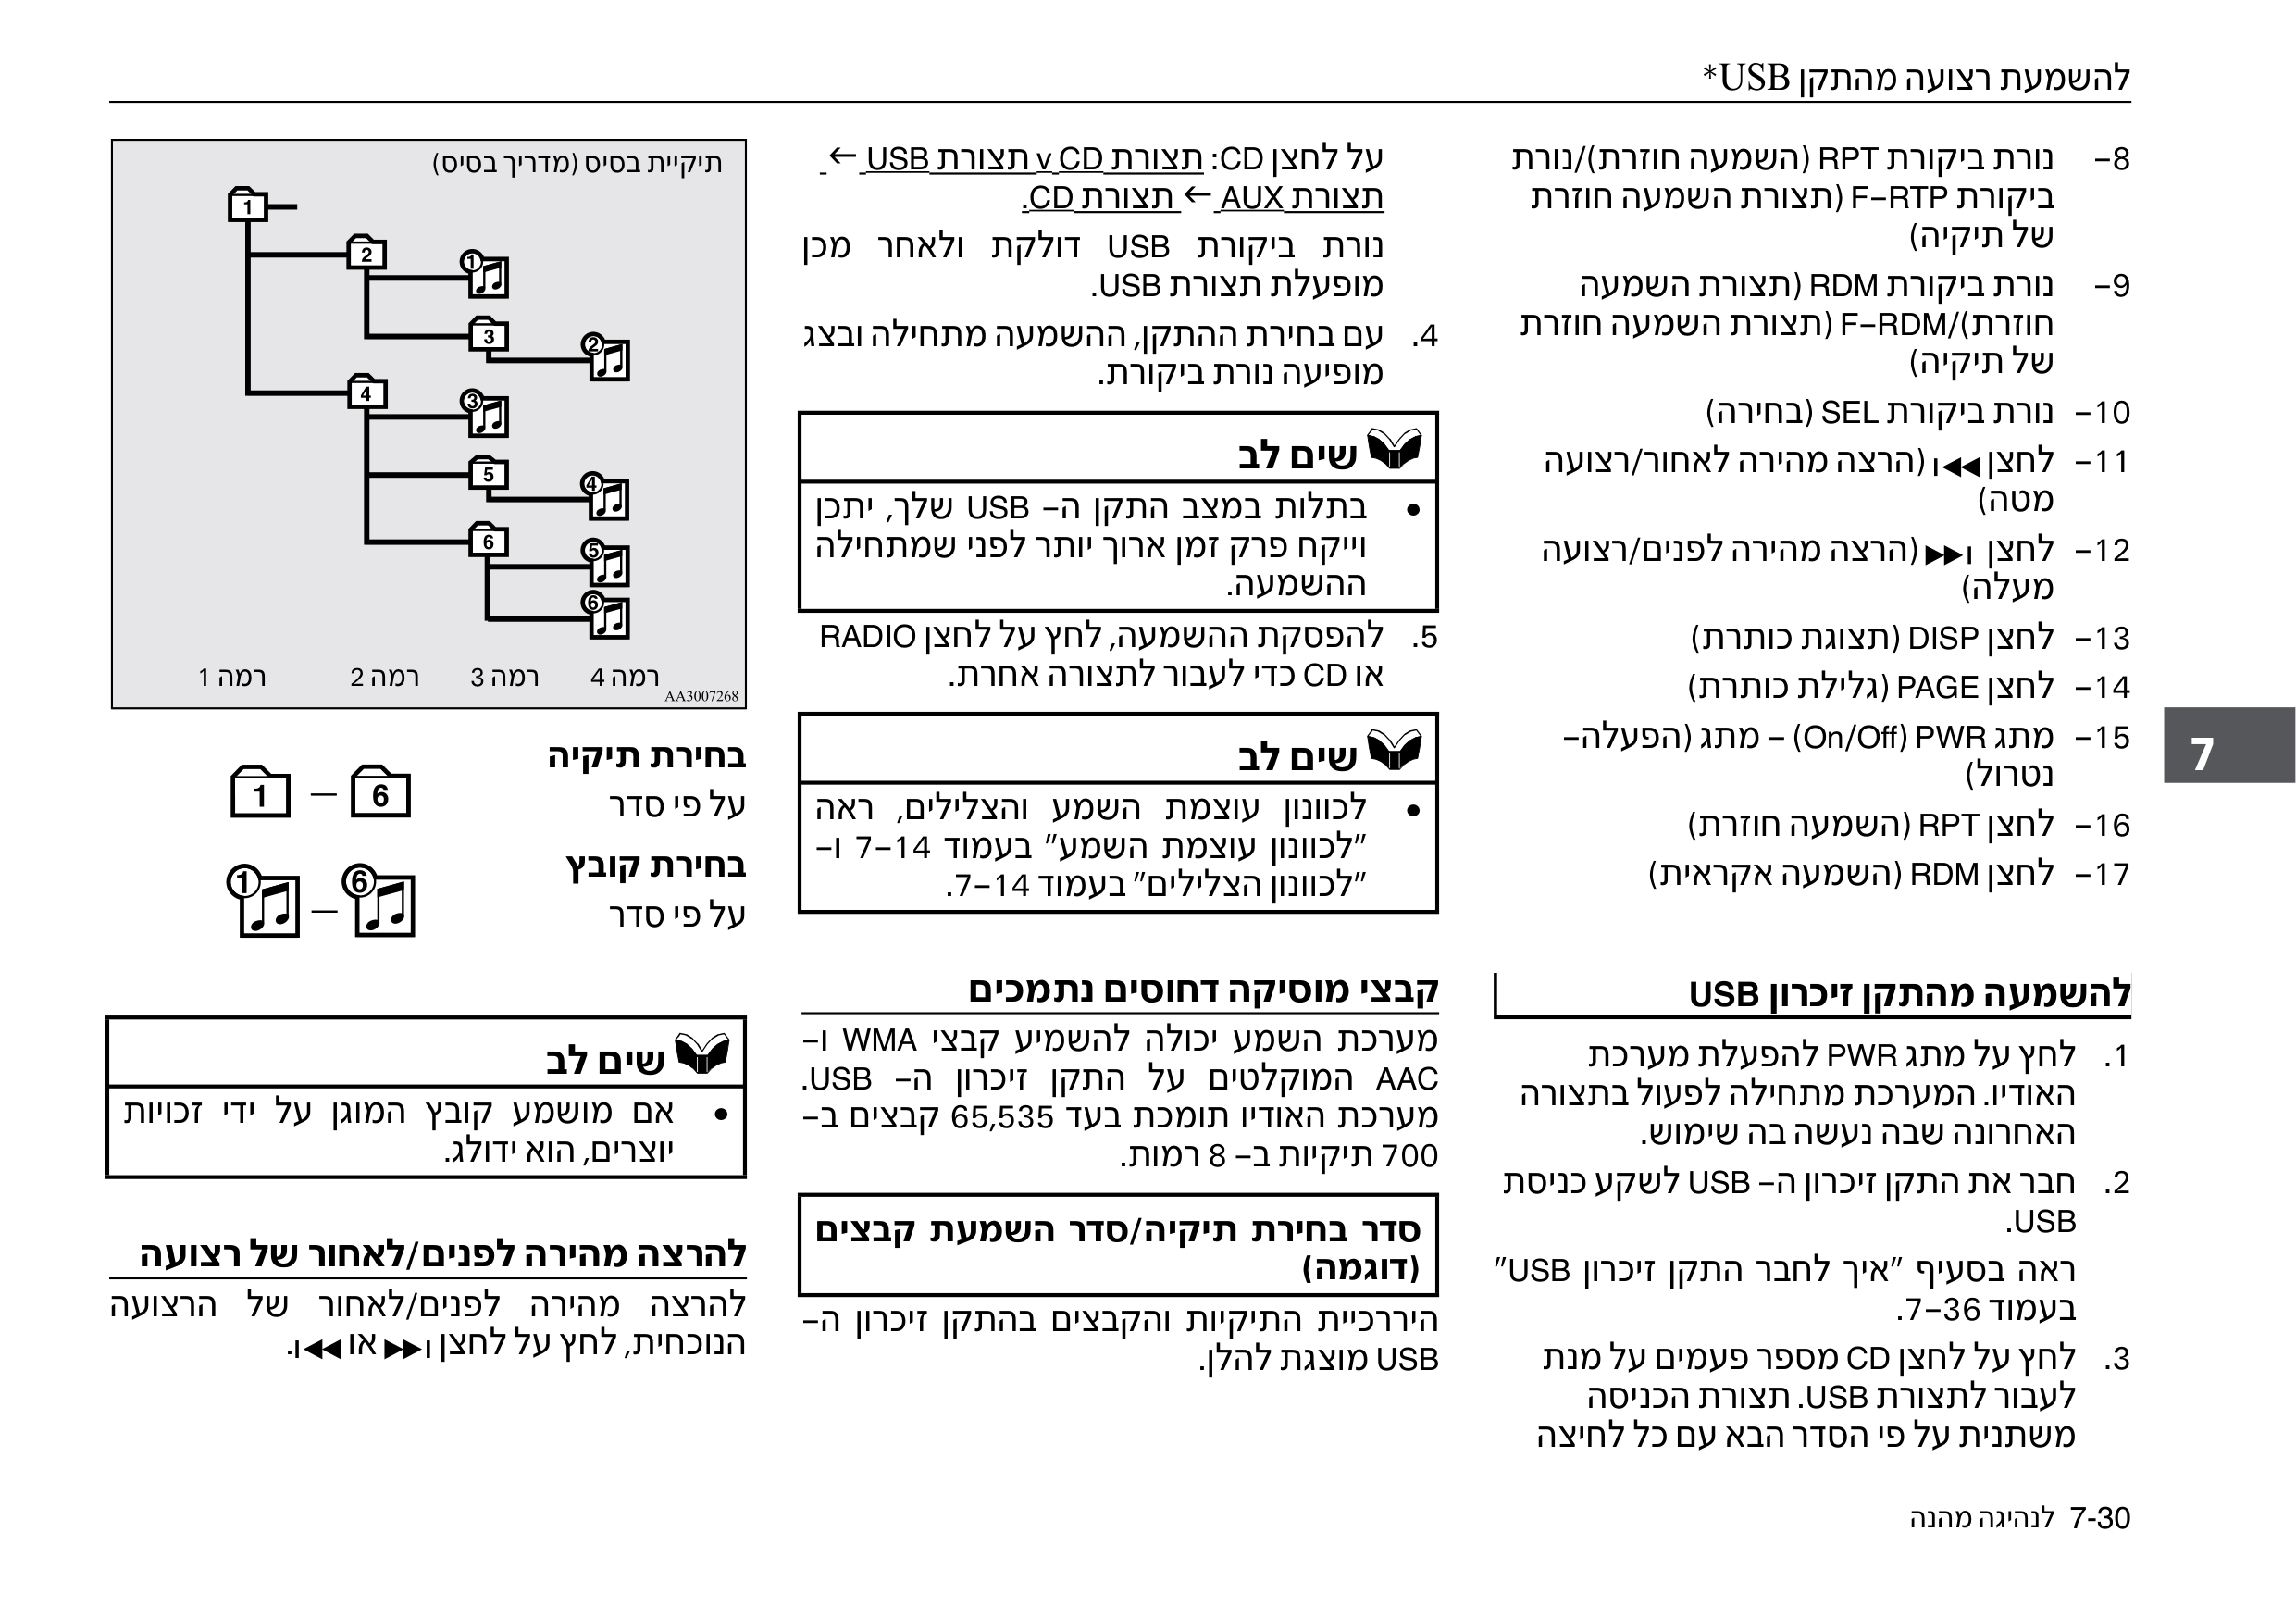 להשמעת רצועה מהתקן USB*
8– נורת ביקורת RPT (השמעה חוזרת)/נורת
ביקורת F–RTP (תצורת השמעה חוזרת
של תיקיה)
9– נורת ביקורת RDM (תצורת השמעה
חוזרת)/F–RDM (תצורת השמעה חוזרת
של תיקיה)
10– נורת ביקורת SEL (בחירה)
11– לחצן ı◀◀ (הרצה מהירה לאחור/רצועה
מטה)
12– לחצן ▶▶ı (הרצה מהירה לפנים/רצועה
מעלה)
13– לחצן DISP (תצוגת כותרת)
14– לחצן PAGE (גלילת כותרת)
15– מתג PWR (On/Off) – מתג (הפעלה–
נטרול)
16– לחצן RPT (השמעה חוזרת)
17– לחצן RDM (השמעה אקראית)
להשמעה מהתקן זיכרון USB
1. לחץ על מתג PWR להפעלת מערכת
האודיו. המערכת מתחילה לפעול בתצורה
האחרונה שבה נעשה בה שימוש.
2. חבר את התקן זיכרון ה– USB לשקע כניסת
USB.
ראה בסעיף "איך לחבר התקן זיכרון USB"
בעמוד 7–36.
3. לחץ על לחצן CD מספר פעמים על מנת
לעבור לתצורת USB. תצורת הכניסה
משתנית על פי הסדר הבא עם כל לחיצה
על לחצן CD: תצורת CD v תצורת USB ←
תצורת AUX ← תצורת CD.
נורת ביקורת USB דולקת ולאחר מכן
מופעלת תצורת USB.
4. עם בחירת ההתקן, ההשמעה מתחילה ובצג
מופיעה נורת ביקורת.
שים לב
• בתלות במצב התקן ה– USB שלך, יתכן
וייקח פרק זמן ארוך יותר לפני שמתחילה
ההשמעה.
5. להפסקת ההשמעה, לחץ על לחצן RADIO
או CD כדי לעבור לתצורה אחרת.
שים לב
• לכוונון עוצמת השמע והצלילים, ראה
"לכוונון עוצמת השמע" בעמוד 7–14 ו–
"לכוונון הצלילים" בעמוד 7–14.
קבצי מוסיקה דחוסים נתמכים
מערכת השמע יכולה להשמיע קבצי WMA ו–
AAC המוקלטים על התקן זיכרון ה– USB.
מערכת האודיו תומכת בעד 65,535 קבצים ב–
700 תיקיות ב– 8 רמות.
סדר בחירת תיקיה/סדר השמעת קבצים
(דוגמה)
היררכיית התיקיות והקבצים בהתקן זיכרון ה–
USB מוצגת להלן.
תיקיית בסיס (מדריך בסיס)
1
2
1
3
2
4
3
5
4
6
5
6
רמה 1 רמה 2 רמה 3 רמה 4
AA3007268
בחירת תיקיה
על פי סדר
1 – 6
בחירת קובץ
על פי סדר
1 – 6
שים לב
• אם מושמע קובץ המוגן על ידי זכויות
יוצרים, הוא ידולג.
להרצה מהירה לפנים/לאחור של רצועה
להרצה מהירה לפנים/לאחור של הרצועה
הנוכחית, לחץ על לחצן ▶▶ı או ı◀◀.
7
7-30 לנהיגה מהנה